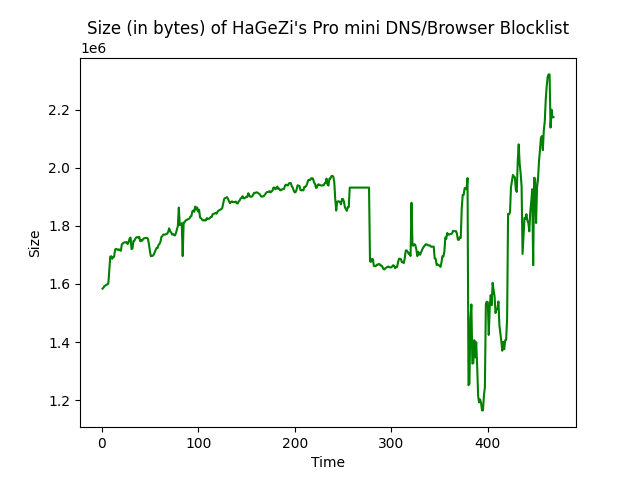 Size (in bytes) of HaGeZi's Pro mini DNS/Browser Blocklist
1e6
2.2
2.0
1.8
1.6
1.4
1.2
Size
0 100 200 300 400
Time